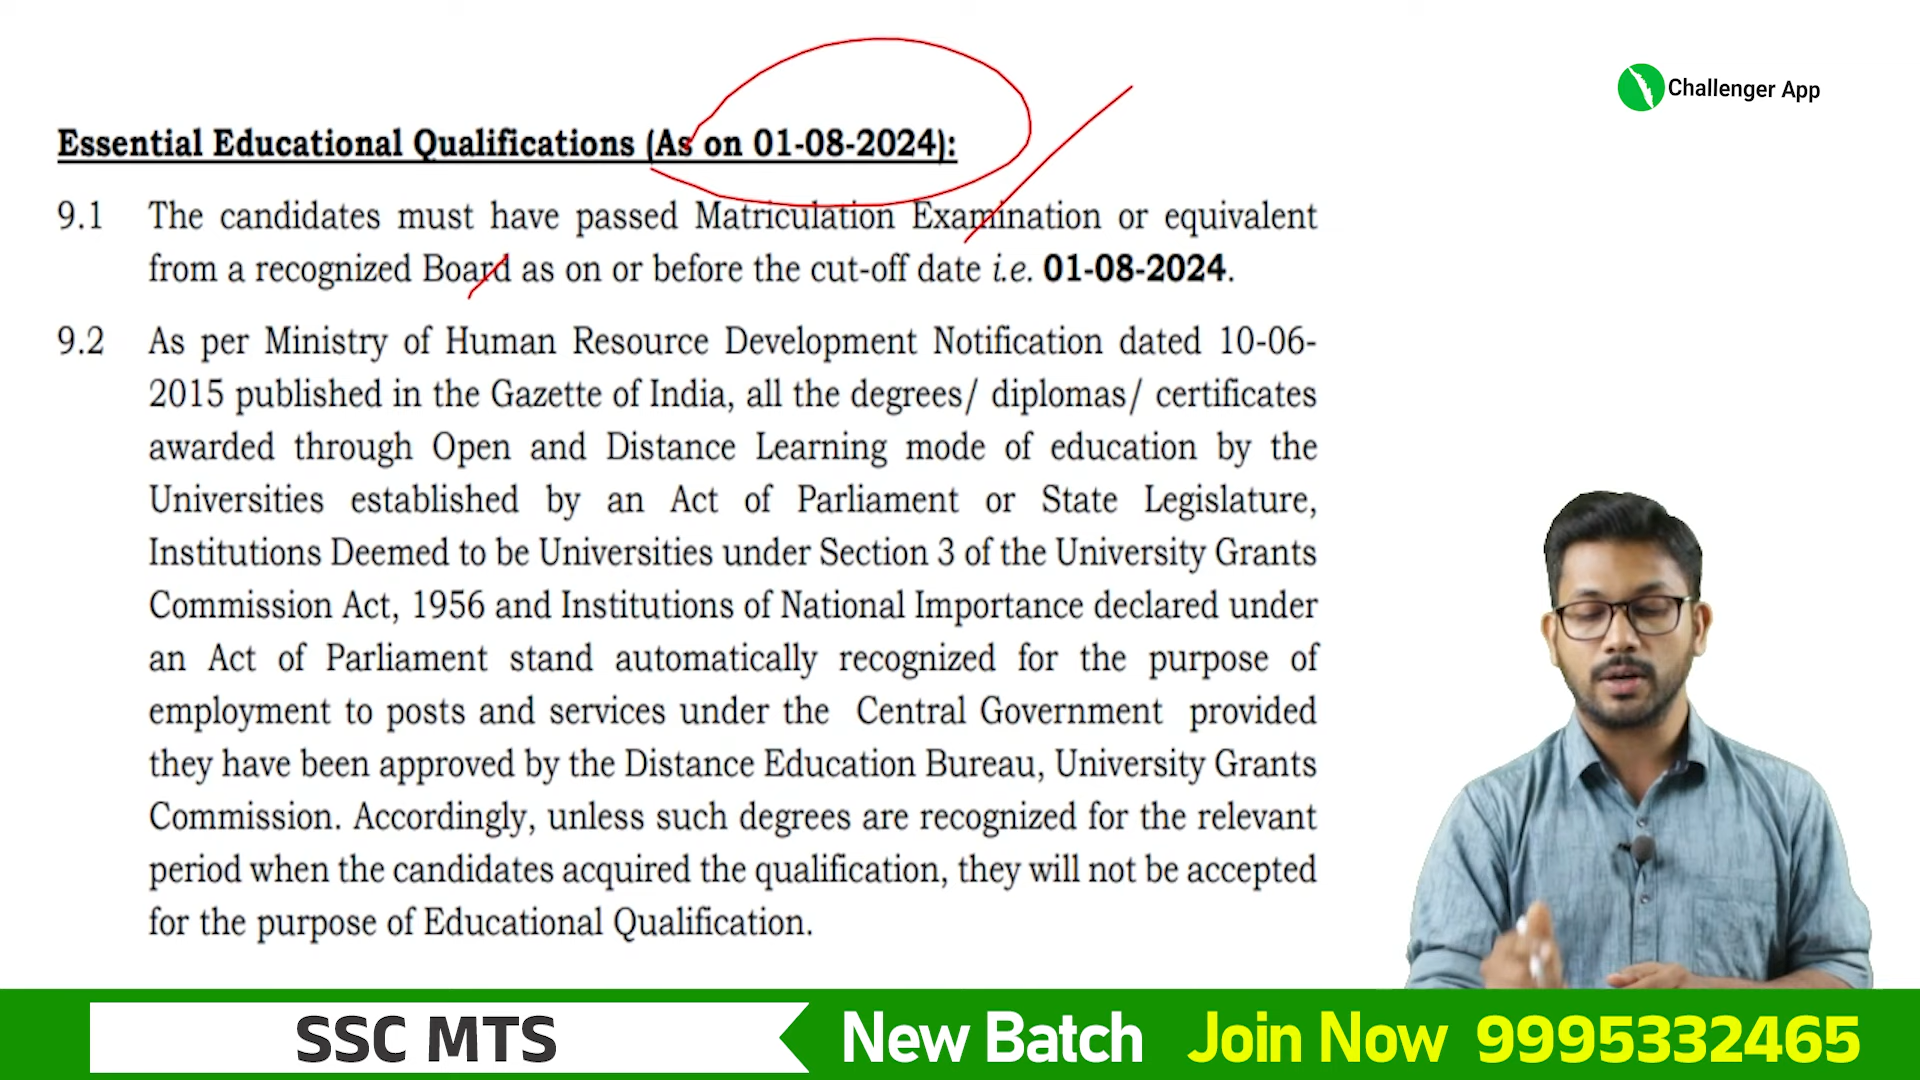 Challenger App
Essential Educational Qualifications (As on 01-08-2024):
9.1 The candidates must have passed Matriculation Examination or equivalent
from a recognized Board as on or before the cut-off date i.e. 01-08-2024.
9.2 As per Ministry of Human Resource Development Notification dated 10-06-
2015 published in the Gazette of India, all the degrees/ diplomas/ certificates
awarded through Open and Distance Learning mode of education by the
Universities established by an Act of Parliament or State Legislature,
Institutions Deemed to be Universities under Section 3 of the University Grants
Commission Act, 1956 and Institutions of National Importance declared under
an Act of Parliament stand automatically recognized for the purpose of
employment to posts and services under the Central Government provided
they have been approved by the Distance Education Bureau, University Grants
Commission. Accordingly, unless such degrees are recognized for the relevant
period when the candidates acquired the qualification, they will not be accepted
for the purpose of Educational Qualification.
SSC MTS New Batch Join Now 9995332465